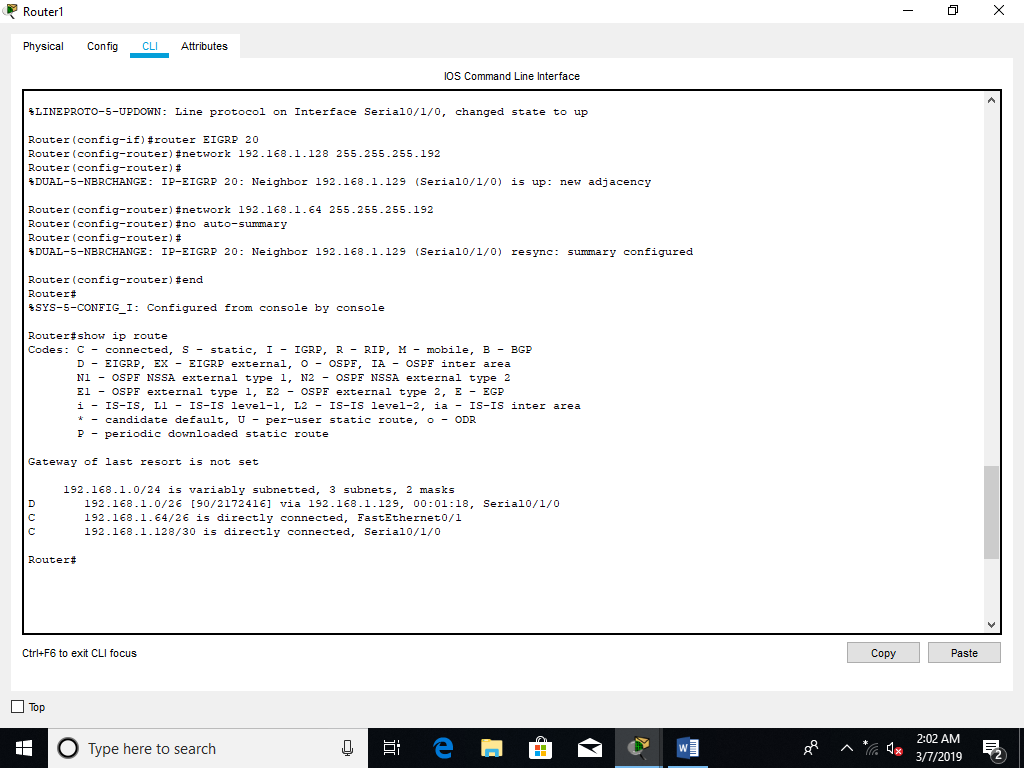 Router1
Physical Config CLI Attributes
IOS Command Line Interface
%LINEPROTO-5-UPDOWN: Line protocol on Interface Serial0/1/0, changed state to up
Router(config-if)#router EIGRP 20
Router(config-router)#network 192.168.1.128 255.255.255.192
Router(config-router)#
%DUAL-5-NBRCHANGE: IP-EIGRP 20: Neighbor 192.168.1.129 (Serial0/1/0) is up: new adjacency
Router(config-router)#network 192.168.1.64 255.255.255.192
Router(config-router)#no auto-summary
Router(config-router)#
%DUAL-5-NBRCHANGE: IP-EIGRP 20: Neighbor 192.168.1.129 (Serial0/1/0) resync: summary configured
Router(config-router)#end
Router#
%SYS-5-CONFIG_I: Configured from console by console
Router#show ip route
Codes: C - connected, S - static, I - IGRP, R - RIP, M - mobile, B - BGP
D - EIGRP, EX - EIGRP external, O - OSPF, IA - OSPF inter area
N1 - OSPF NSSA external type 1, N2 - OSPF NSSA external type 2
E1 - OSPF external type 1, E2 - OSPF external type 2, E - EGP
i - IS-IS, L1 - IS-IS level-1, L2 - IS-IS level-2, ia - IS-IS inter area
* - candidate default, U - per-user static route, o - ODR
P - periodic downloaded static route
Gateway of last resort is not set
192.168.1.0/24 is variably subnetted, 3 subnets, 2 masks
D 192.168.1.0/26 [90/2172416] via 192.168.1.129, 00:01:18, Serial0/1/0
C 192.168.1.64/26 is directly connected, FastEthernet0/1
C 192.168.1.128/30 is directly connected, Serial0/1/0
Router#
Ctrl+F6 to exit CLI focus
Copy Paste
Top
Type here to search
2:02 AM
3/7/2019
2